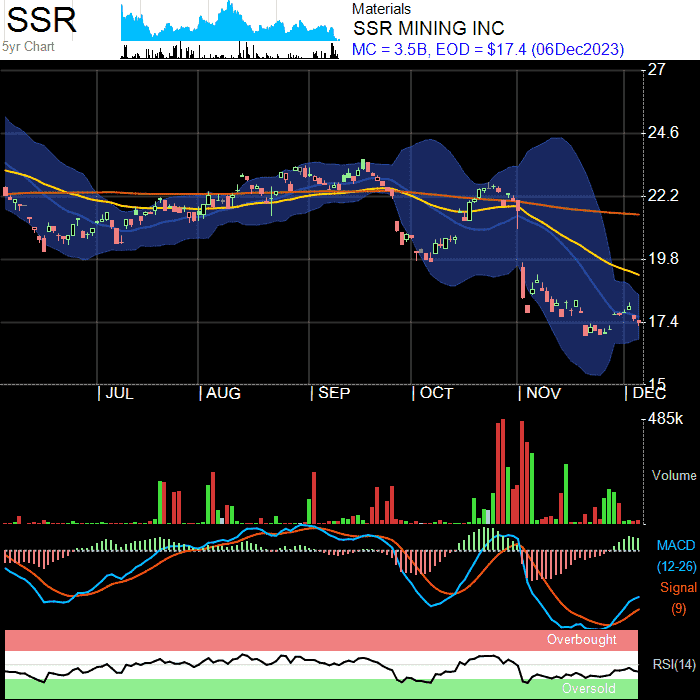 SSR
5yr Chart
Materials
SSR MINING INC
MC = 3.5B, EOD = $17.4 (06Dec2023)
27
24.6
22.2
19.8
17.4
15
| JUL | AUG | SEP | OCT | NOV | DEC
485k
Volume
MACD
(12-26)
Signal
(9)
Overbought
RSI(14)
Oversold